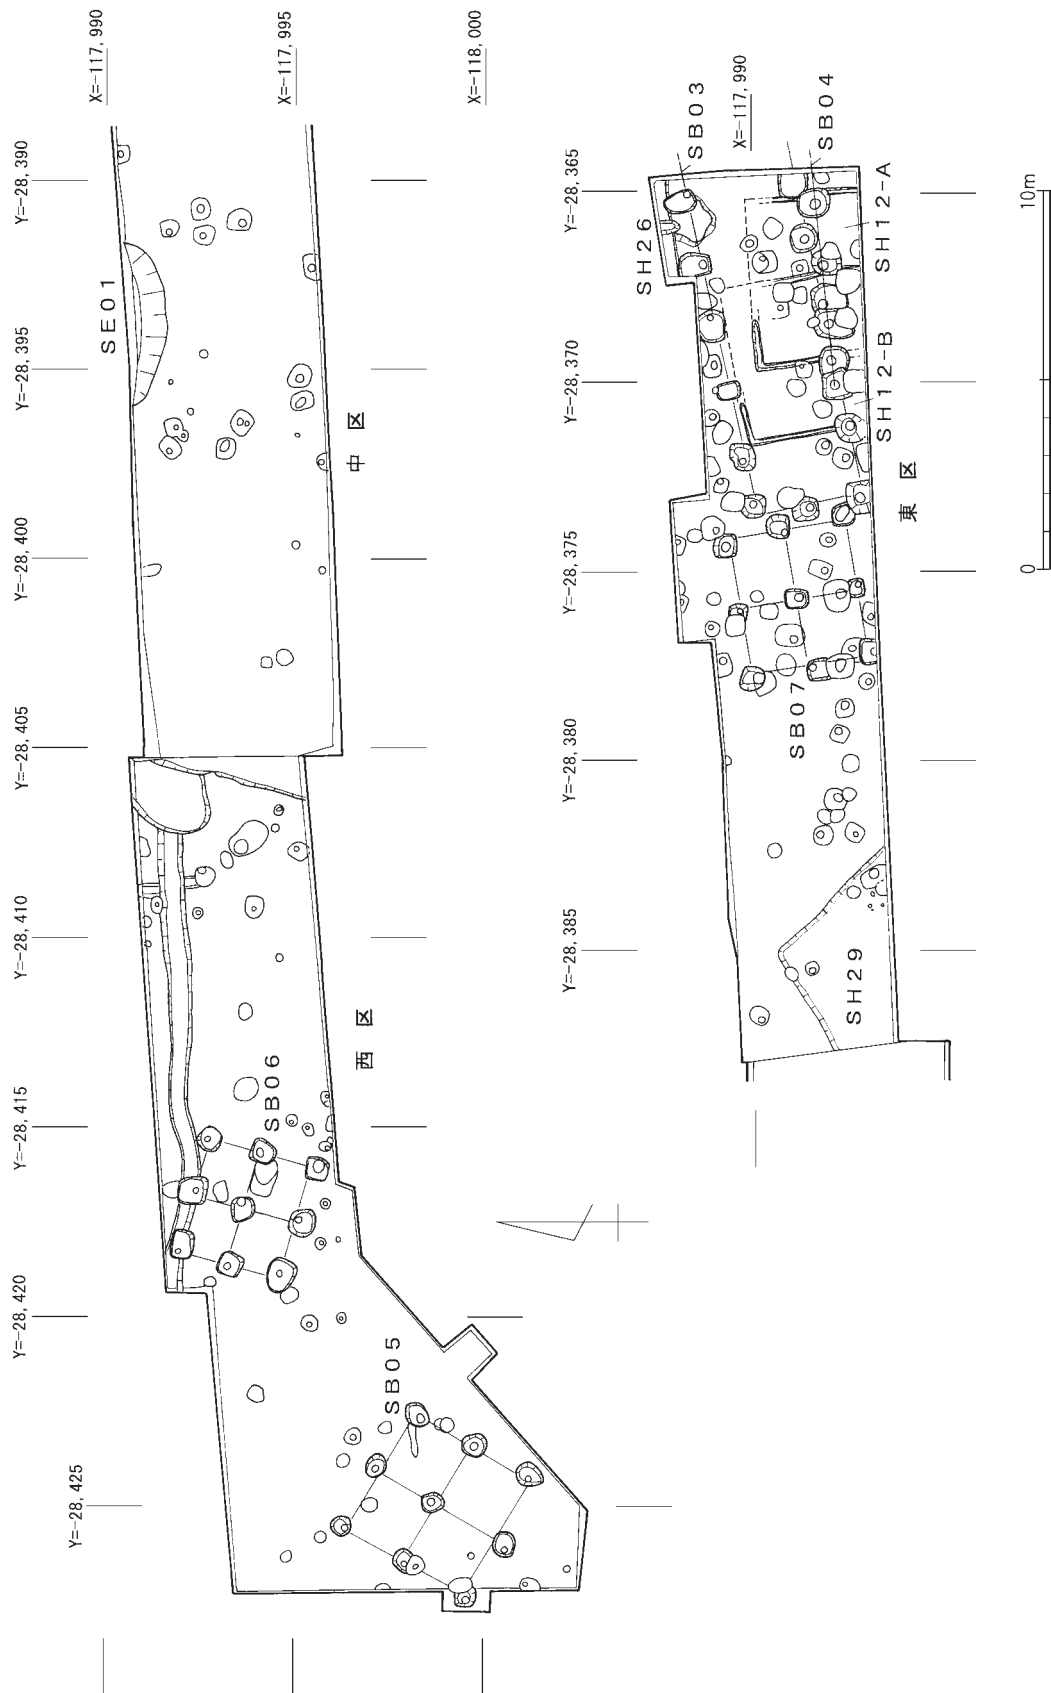 X=-117,990
X=-117,995
X=-118,000
Y=-28,390
Y=-28,395
Y=-28,400
Y=-28,405
Y=-28,410
Y=-28,415
Y=-28,420
Y=-28,425
SE01
中区
西区
SB06
SB05
X=-117,990
Y=-28,365
Y=-28,370
Y=-28,375
Y=-28,380
Y=-28,385
SB03
SB04
SH26
SH12-A
SH12-B
東区
SB07
SH29
0
10m